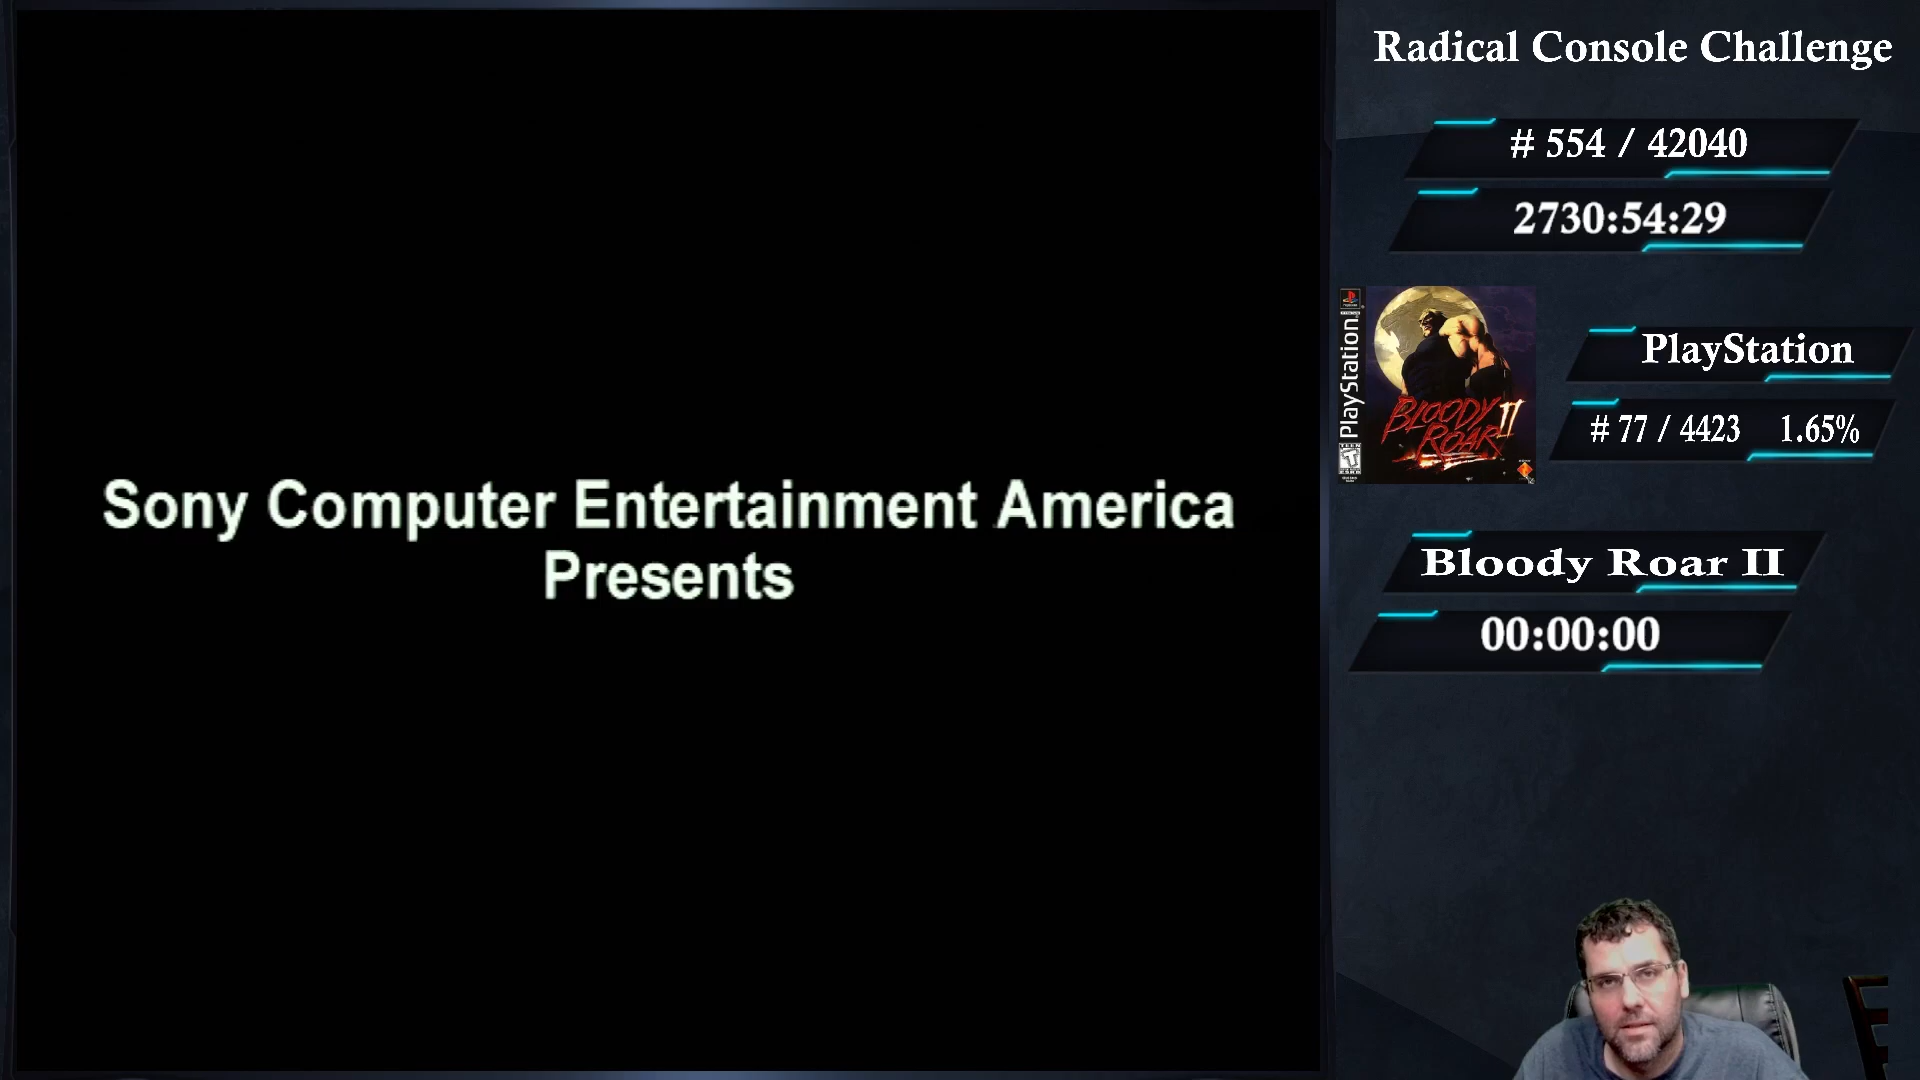 Sony Computer Entertainment America
Presents
Radical Console Challenge
# 554 / 42040
2730:54:29
PlayStation
BLOODY
ROAR II
TEEN
T
PlayStation
# 77 / 4423 1.65%
Bloody Roar II
00:00:00